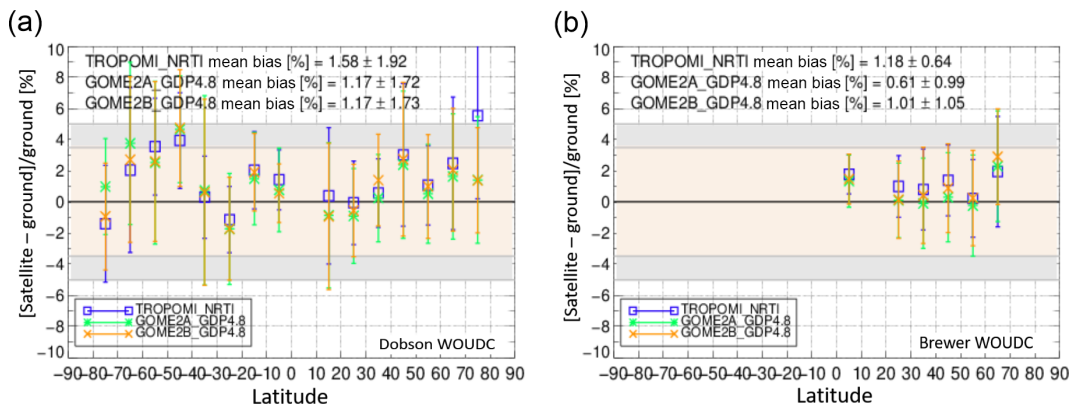 (a)
(b)
[Satellite – ground]/ground [%]
10
8
6
4
2
0
−2
−4
−6
−8
−10
TROPOMI_NRTI mean bias [%] = 1.58 ± 1.92
GOME2A_GDP4.8 mean bias [%] = 1.17 ± 1.72
GOME2B_GDP4.8 mean bias [%] = 1.17 ± 1.73
TROPOMI_NRTI
GOME2A_GDP4.8
GOME2B_GDP4.8
Dobson WOUDC
−90−80−70−60−50−40−30−20−10 0 10 20 30 40 50 60 70 80 90
Latitude
[Satellite – ground]/ground [%]
10
8
6
4
2
0
−2
−4
−6
−8
−10
TROPOMI_NRTI mean bias [%] = 1.18 ± 0.64
GOME2A_GDP4.8 mean bias [%] = 0.61 ± 0.99
GOME2B_GDP4.8 mean bias [%] = 1.01 ± 1.05
TROPOMI_NRTI
GOME2A_GDP4.8
GOME2B_GDP4.8
Brewer WOUDC
−90−80−70−60−50−40−30−20−10 0 10 20 30 40 50 60 70 80 90
Latitude